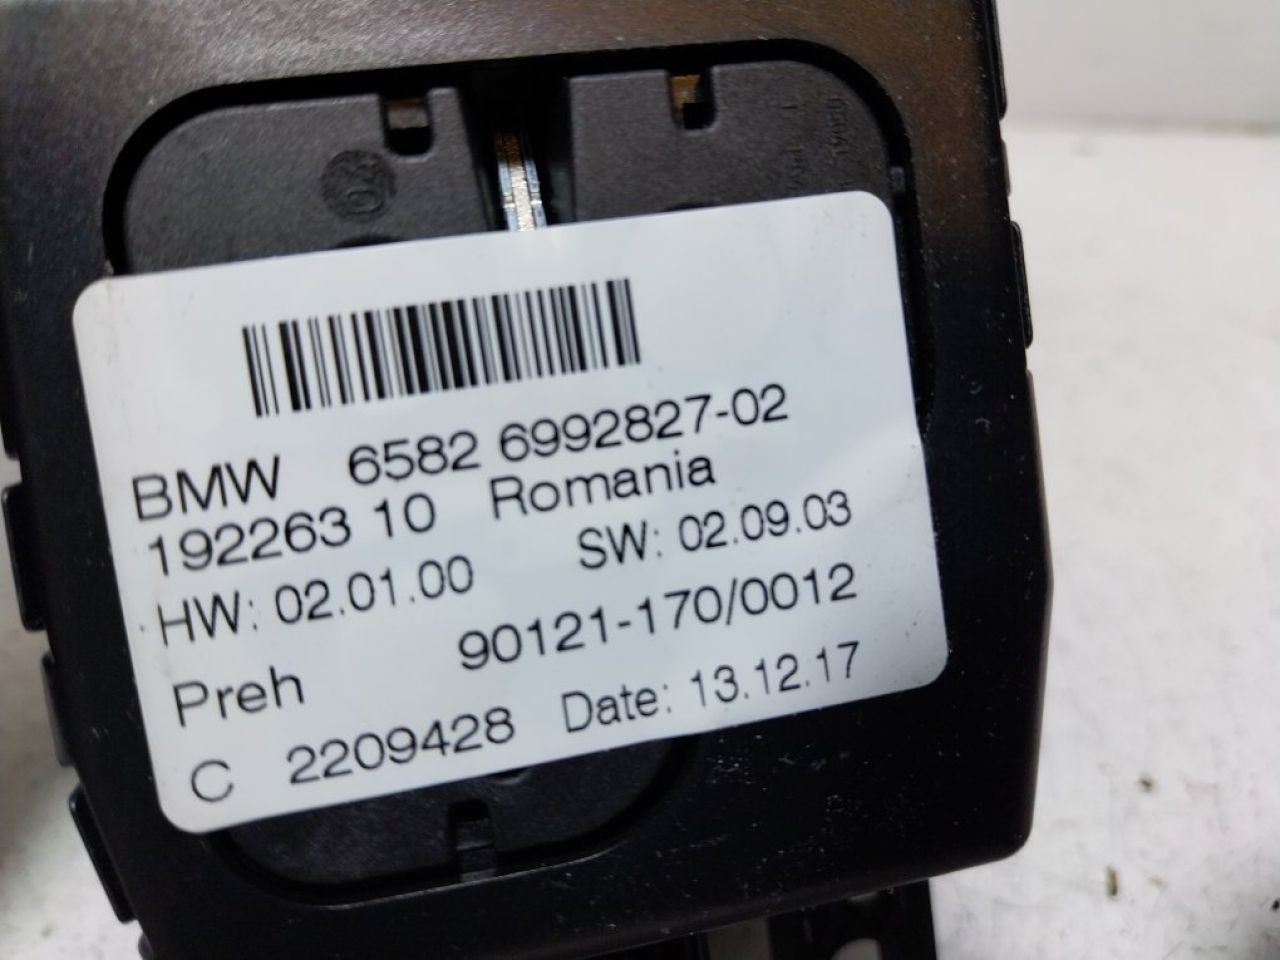 03
BMW 6582 6992827-02
192263 10 Romania
HW: 02.01.00 SW: 02.09.03
90121-170/0012
Preh
C 2209428 Date: 13.12.17